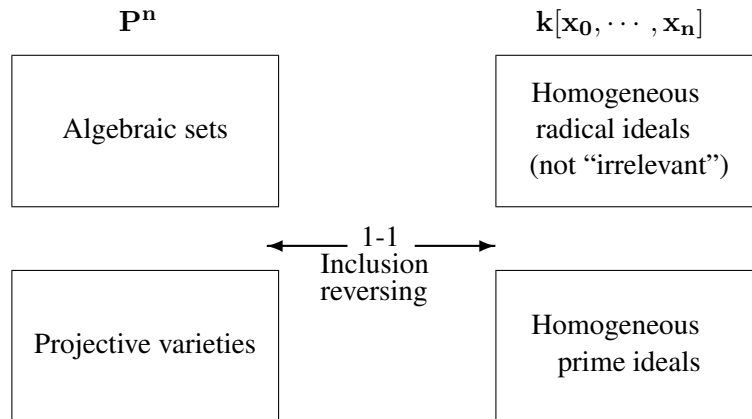 Pⁿ
k[x₀, ⋯ , xₙ]
Algebraic sets
Homogeneous
radical ideals
(not “irrelevant”)
1-1
Inclusion
reversing
Projective varieties
Homogeneous
prime ideals